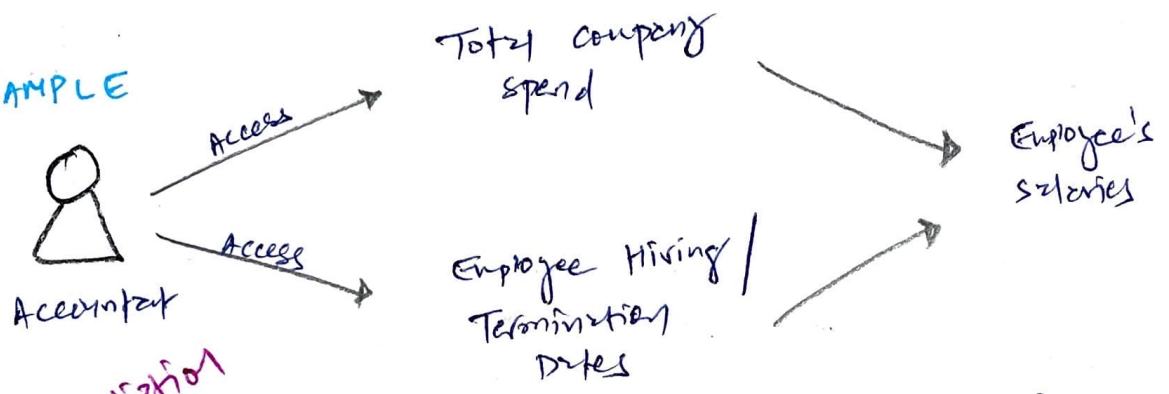 AMPLE
Total company
spend
Access
Employee's
salaries
Access
Employee Hiring /
Termination
Dates
Accountant